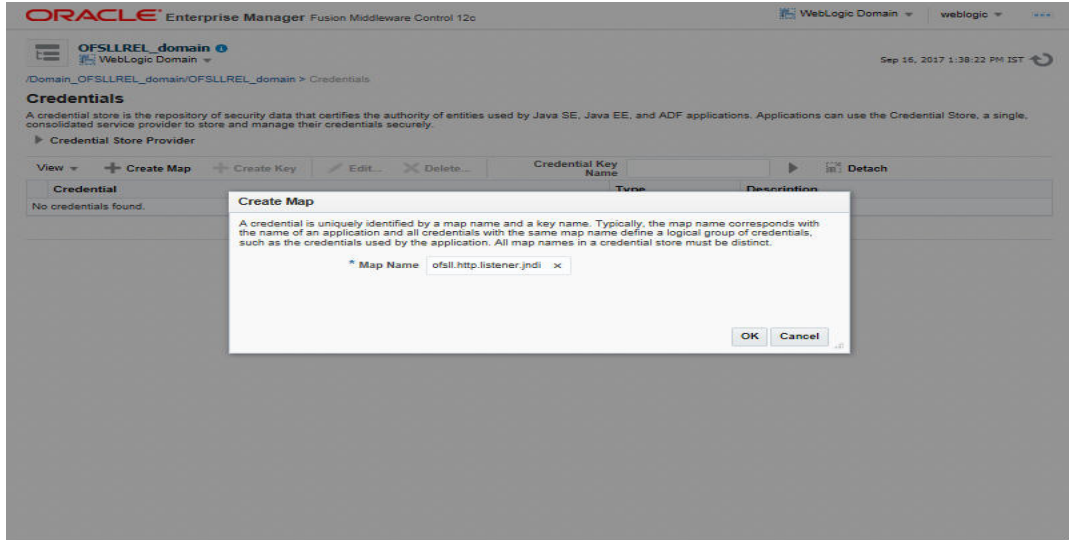 ORACLE Enterprise Manager Fusion Middleware Control 12c
WebLogic Domain
weblogic
OFSLLREL_domain
WebLogic Domain
Sep 16, 2017 1:38:22 PM IST
/Domain_OFSLLREL_domain/OFSLLREL_domain > Credentials
Credentials
A credential store is the repository of security data that certifies the authority of entities used by Java SE, Java EE, and ADF applications. Applications can use the Credential Store, a single,
consolidated service provider to store and manage their credentials securely.
Credential Store Provider
View
Create Map
Create Key
Edit...
Delete...
Credential Key
Name
Detach
Credential
Type
Description
No credentials found.
Create Map
A credential is uniquely identified by a map name and a key name. Typically, the map name corresponds with
the name of an application and all credentials with the same map name define a logical group of credentials,
such as the credentials used by the application. All map names in a credential store must be distinct.
* Map Name ofsll.http.listener.jndi
OK
Cancel